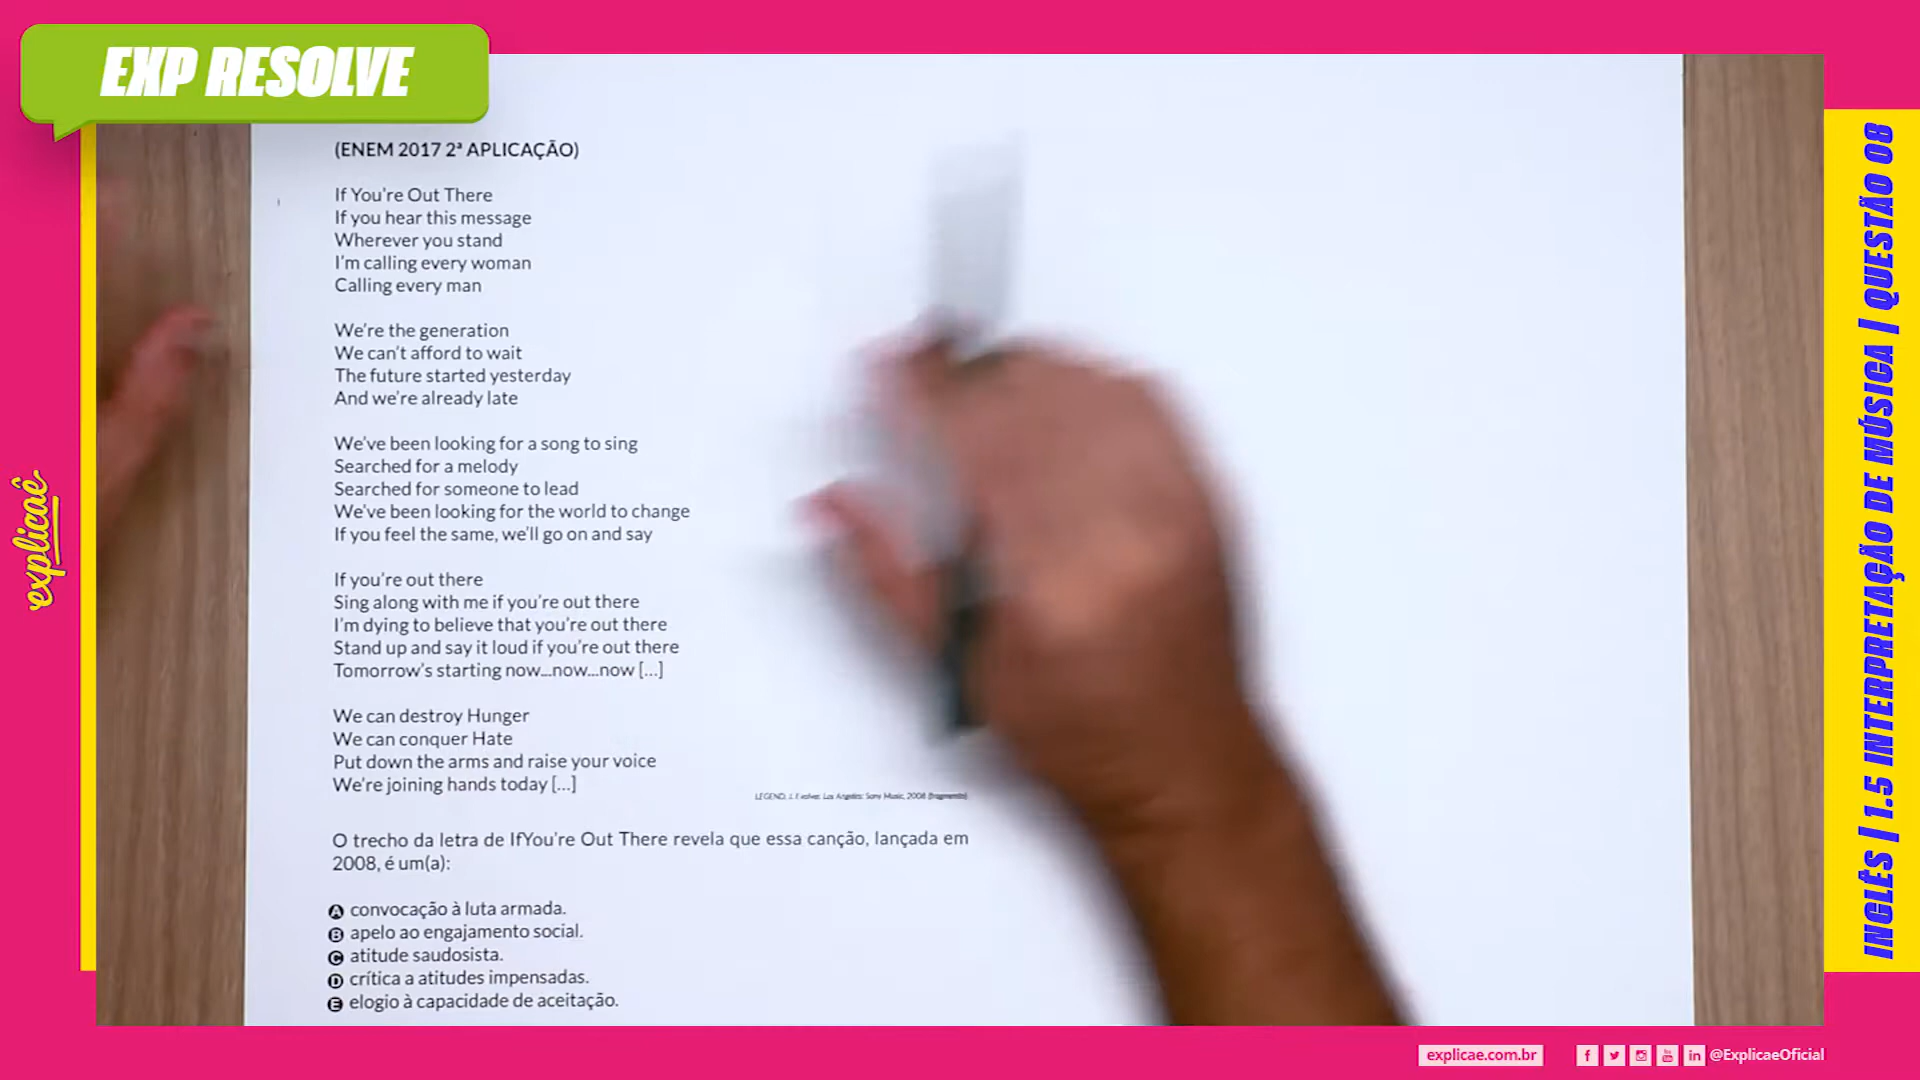 EXP RESOLVE
(ENEM 2017 2ª APLICAÇÃO)
If You're Out There
If you hear this message
Wherever you stand
I'm calling every woman
Calling every man
We're the generation
We can't afford to wait
The future started yesterday
And we're already late
We've been looking for a song to sing
Searched for a melody
Searched for someone to lead
We've been looking for the world to change
If you feel the same, we'll go on and say
If you're out there
Sing along with me if you're out there
I'm dying to believe that you're out there
Stand up and say it loud if you're out there
Tomorrow's starting now...now...now [...]
We can destroy Hunger
We can conquer Hate
Put down the arms and raise your voice
We're joining hands today [...]
LEGEND, J. Evolver. Los Angeles: Sony Music, 2008 (fragmento)
O trecho da letra de IfYou're Out There revela que essa canção, lançada em
2008, é um(a):
A convocação à luta armada.
B apelo ao engajamento social.
C atitude saudosista.
D crítica a atitudes impensadas.
E elogio à capacidade de aceitação.
explicaê
INGLÊS | 1.5 INTERPRETAÇÃO DE MÚSICA | QUESTÃO 08
explicae.com.br
@ExplicaeOficial